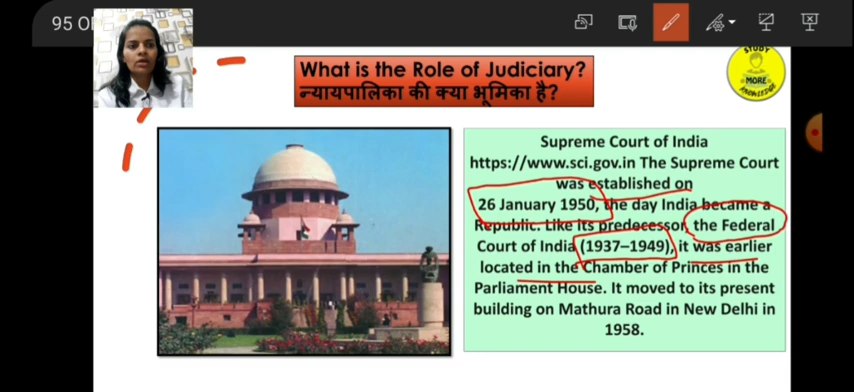 95 OF
What is the Role of Judiciary?
न्यायपालिका की क्या भूमिका है?
STUDY
MORE
KNOWLEDGE
Supreme Court of India
https://www.sci.gov.in The Supreme Court
was established on
26 January 1950, the day India became a
Republic. Like its predecessor, the Federal
Court of India (1937–1949), it was earlier
located in the Chamber of Princes in the
Parliament House. It moved to its present
building on Mathura Road in New Delhi in
1958.